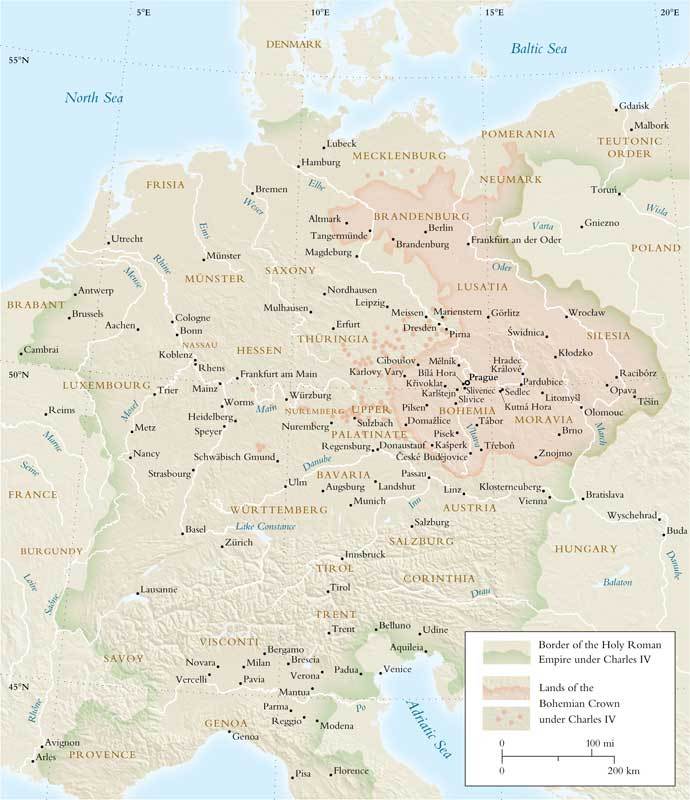 5°E
10°E
15°E
20°E
DENMARK
Baltic Sea
55°N
North Sea
Gdańsk
Malbork
TEUTONIC
ORDER
POMERANIA
Lubeck
MECKLENBURG
Hamburg
NEUMARK
FRISIA
Elbe
Bremen
Weser
Toruń
Wisla
Altmark
BRANDENBURG
Ems
Tangermünde
Berlin
Varta
Gniezno
Utrecht
Brandenburg
Frankfurt an der Oder
POLAND
Rhine
Münster
Magdeburg
Meuse
SAXONY
Oder
MÜNSTER
Antwerp
Nordhausen
LUSATIA
BRABANT
Leipzig
Mulhausen
Brussels
Cologne
Meissen
Marienstern
Görlitz
Wrocław
Aachen
Bonn
Erfurt
Dresden
Pirna
THÜRINGIA
Świdnica
SILESIA
NASSAU
HESSEN
Cambrai
Koblenz
Kłodzko
Rhens
Ciboušov
Mělník
Hradec
Králové
50°N
Karlovy Vary
Bílá Hora
Prague
Racibórz
Frankfurt am Main
LUXEMBOURG
Mainz
Křivoklat
Slivenec
Pardubice
Trier
Karlštejn
Sedlec
Opava
Würzburg
Slivice
Litomyšl
Těšín
Worms
Main
Mosel
Reims
NUREMBERG
UPPER
Pilsen
BOHEMIA
Kutná Hora
Olomouc
Heidelberg
Sulzbach
Tábor
MORAVIA
Metz
Speyer
Nuremberg
Domažlice
PALATINATE
Vltava
Písek
Brno
March
Marne
Regensburg
Donaustauf
Kašperk
Třeboň
Nancy
Schwäbisch Gmund
České Budějovice
Znojmo
Danube
Seine
Strasbourg
BAVARIA
Passau
Ulm
Landshut
Klosterneuberg
FRANCE
Augsburg
Linz
Bratislava
Munich
Inn
Vienna
WÜRTTEMBERG
AUSTRIA
Wyschehrad
Lake Constance
Salzburg
Basel
Buda
Zürich
SALZBURG
BURGUNDY
HUNGARY
Innsbruck
Danube
TIROL
Loire
CORINTHIA
Balaton
Saône
Lausanne
Tirol
Drau
TRENT
Belluno
Trent
Udine
VISCONTI
Aquileia
Bergamo
SAVOY
Novara
Milan
Brescia
Vercelli
Verona
Padua
Venice
Pavia
45°N
Mantua
Rhône
Parma
Po
GENOA
Reggio
Modena
Adriatic Sea
Genoa
Avignon
PROVENCE
Arles
Pisa
Florence
Border of the Holy Roman
Empire under Charles IV
Lands of the
Bohemian Crown
under Charles IV
0
100 mi
0
200 km